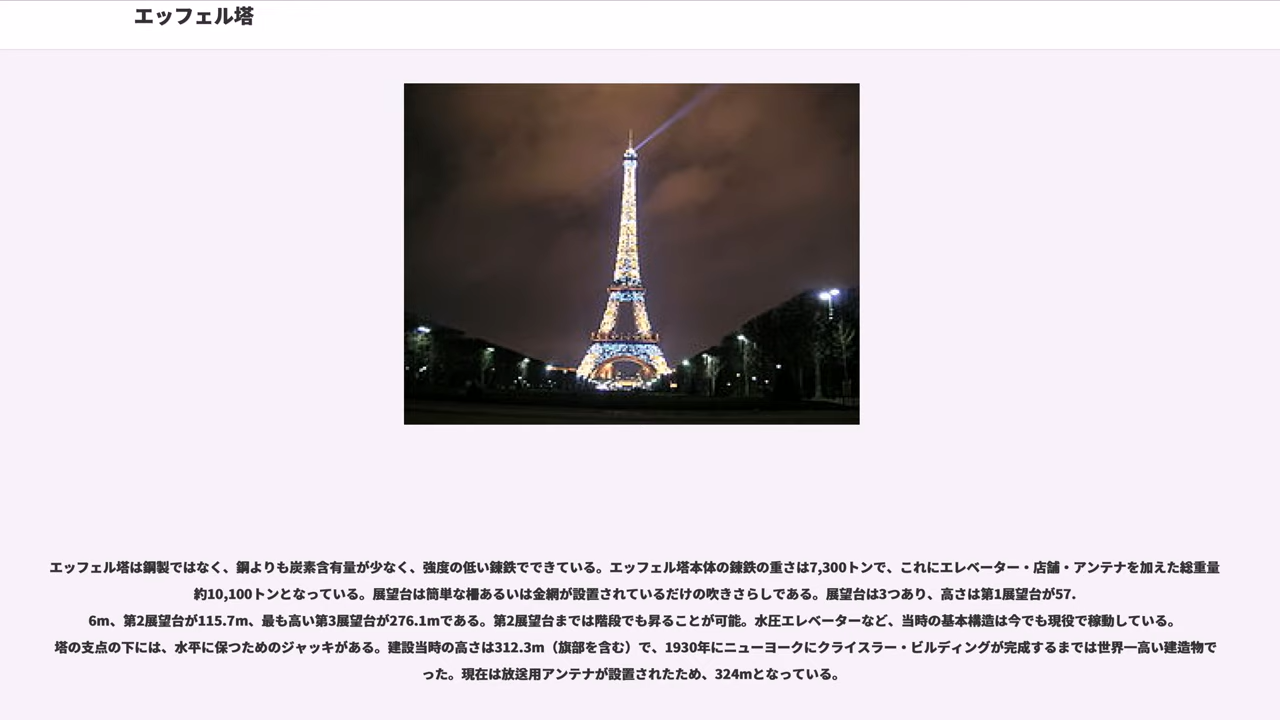 エッフェル塔
エッフェル塔は鋼製ではなく、鋼よりも炭素含有量が少なく、強度の低い錬鉄でできている。エッフェル塔本体の錬鉄の重さは7,300トンで、これにエレベーター・店舗・アンテナを加えた総重量
約10,100トンとなっている。展望台は簡単な柵あるいは金網が設置されているだけの吹きさらしである。展望台は3つあり、高さは第1展望台が57.
6m、第2展望台が115.7m、最も高い第3展望台が276.1mである。第2展望台までは階段でも昇ることが可能。水圧エレベーターなど、当時の基本構造は今でも現役で稼動している。
塔の支点の下には、水平に保つためのジャッキがある。建設当時の高さは312.3m（旗部を含む）で、1930年にニューヨークにクライスラー・ビルディングが完成するまでは世界一高い建造物で
った。現在は放送用アンテナが設置されたため、324mとなっている。